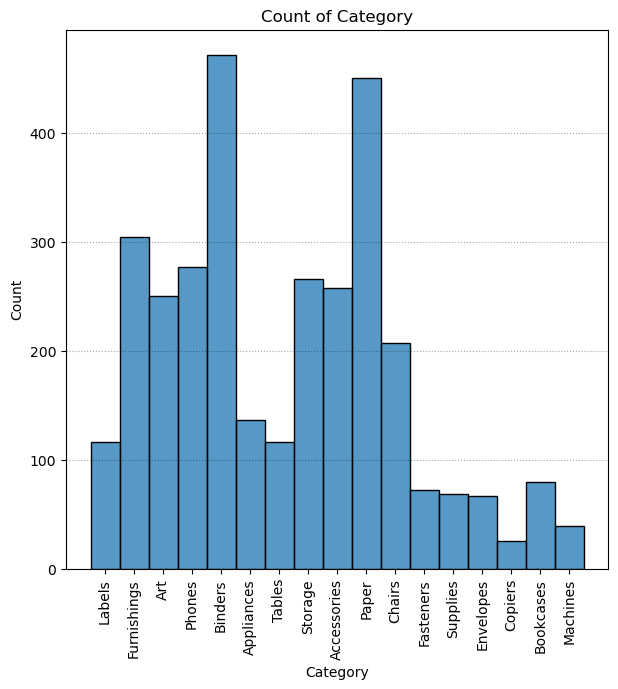 Count of Category
Count
400
300
200
100
0
Labels
Furnishings
Art
Phones
Binders
Appliances
Tables
Storage
Accessories
Paper
Chairs
Fasteners
Supplies
Envelopes
Copiers
Bookcases
Machines
Category